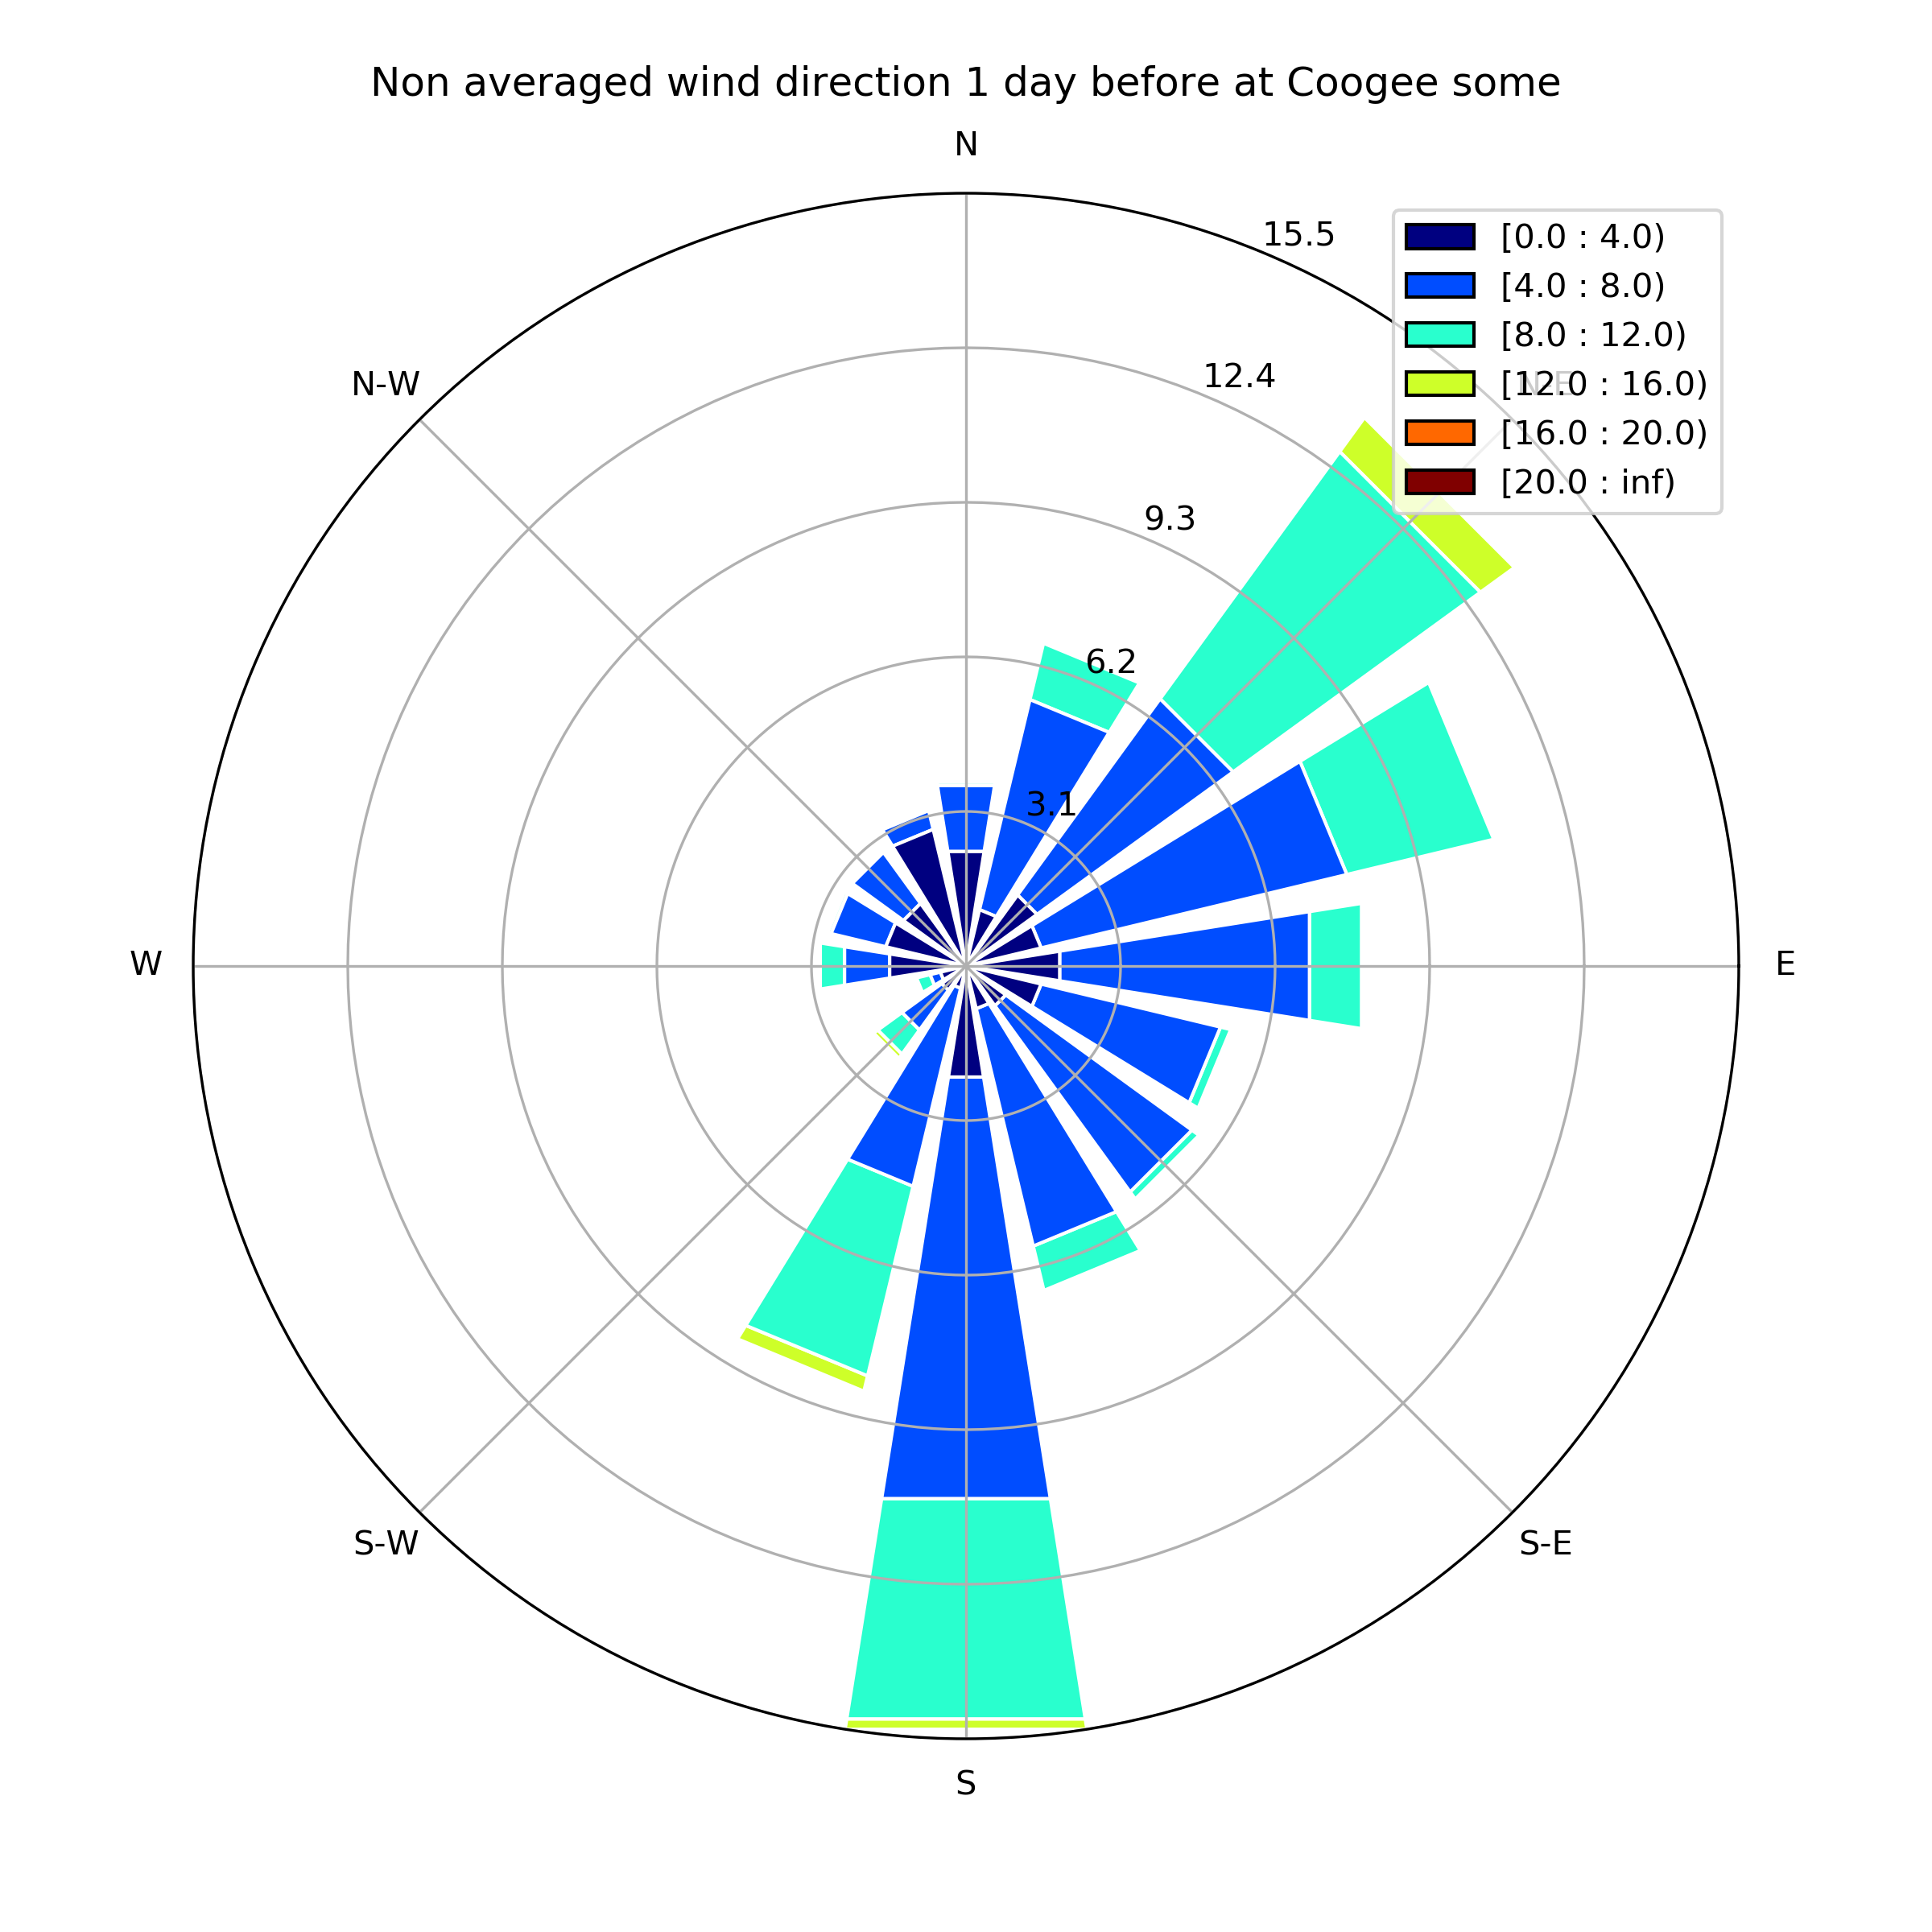 Non averaged wind direction 1 day before at Coogee some
N
15.5
[0.0 : 4.0)
[4.0 : 8.0)
[8.0 : 12.0)
[12.0 : 16.0)
[16.0 : 20.0)
[20.0 : inf)
N-W
N-E
12.4
9.3
6.2
3.1
W
E
S-W
S-E
S